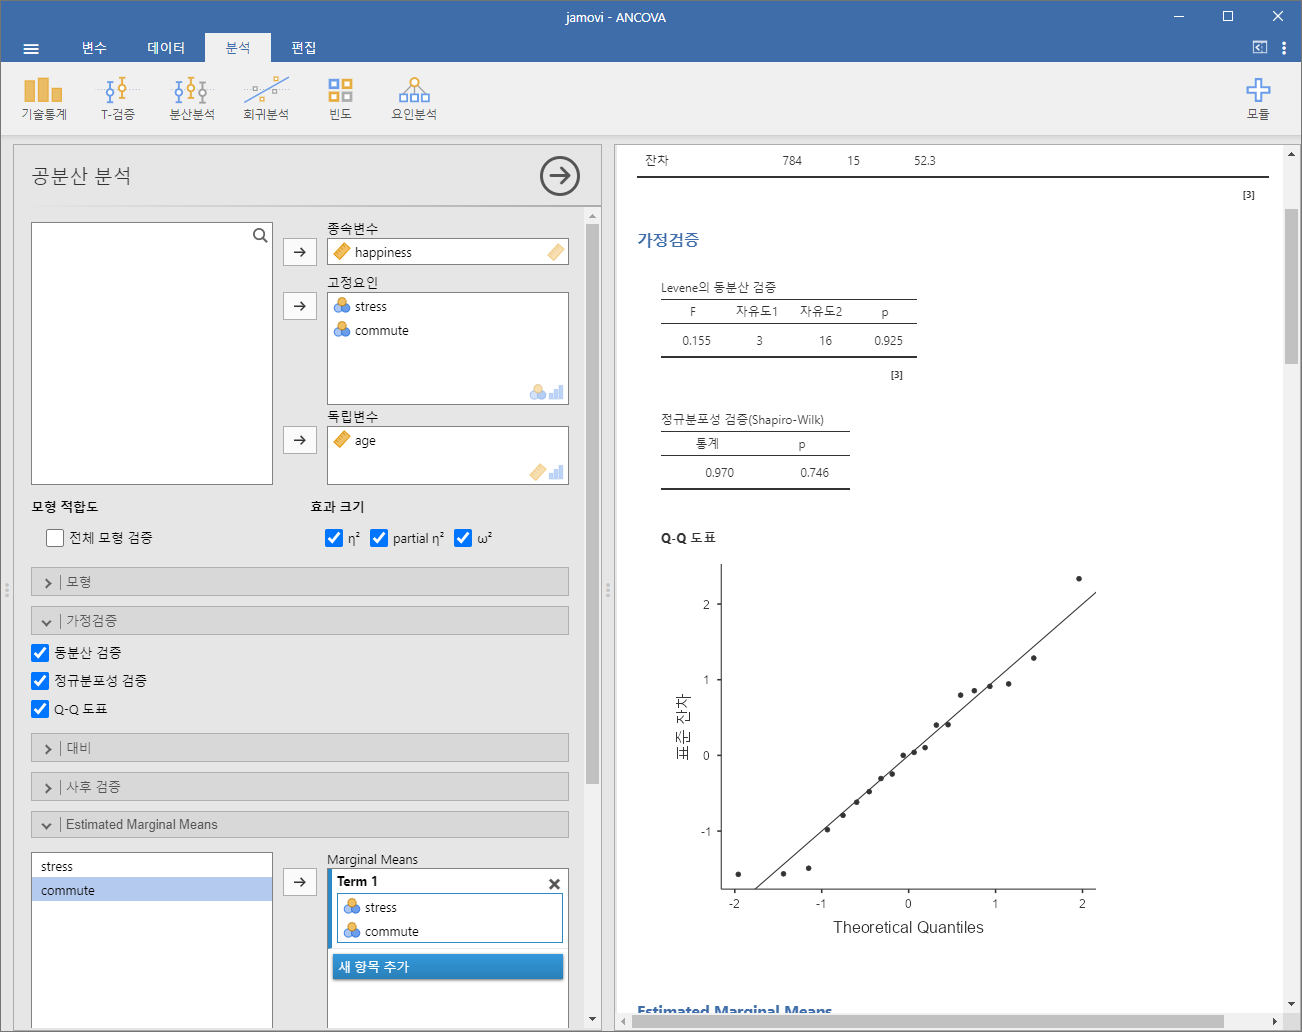 jamovi - ANCOVA
변수 데이터 분석 편집
기술통계 T-검증 분산분석 회귀분석 빈도 요인분석 모듈
공분산 분석
종속변수
happiness
고정요인
stress
commute
독립변수
age
모형 적합도 효과 크기
전체 모형 검증 η² partial η² ω²
모형
가정검증
동분산 검증
정규분포성 검증
Q-Q 도표
대비
사후 검증
Estimated Marginal Means
stress
commute
Marginal Means
Term 1
stress
commute
새 항목 추가
잔차 784 15 52.3
[3]
가정검증
Levene의 동분산 검증
F 자유도1 자유도2 p
0.155 3 16 0.925
[3]
정규분포성 검증(Shapiro-Wilk)
통계 p
0.970 0.746
Q-Q 도표
표준 잔차
2
1
0
-1
-2 -1 0 1 2
Theoretical Quantiles
Estimated Marginal Means